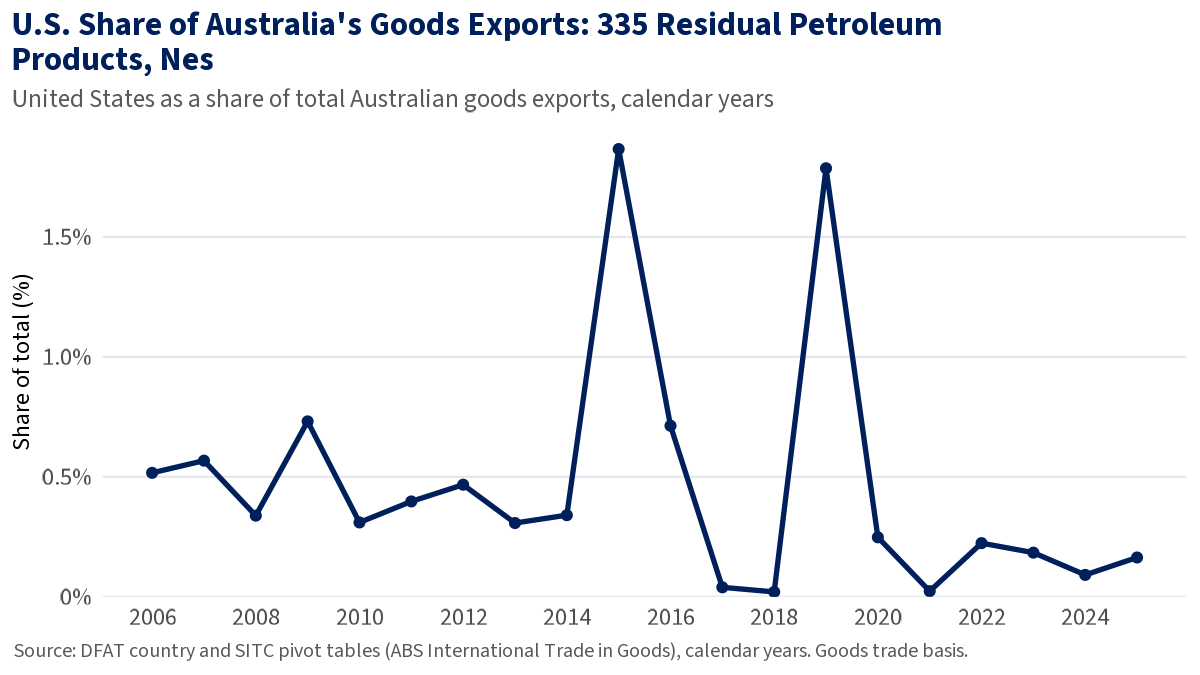 U.S. Share of Australia's Goods Exports: 335 Residual Petroleum
Products, Nes
United States as a share of total Australian goods exports, calendar years
Share of total (%)
1.5%
1.0%
0.5%
0%
2006 2008 2010 2012 2014 2016 2018 2020 2022 2024
Source: DFAT country and SITC pivot tables (ABS International Trade in Goods), calendar years. Goods trade basis.